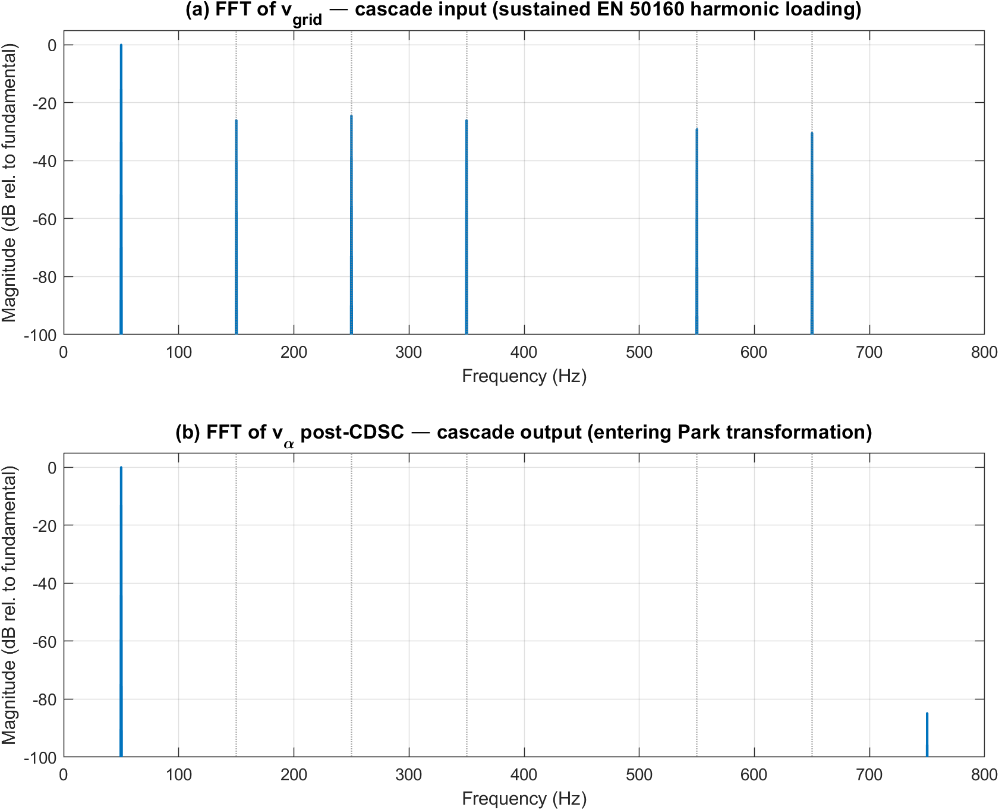 (a) FFT of v_grid — cascade input (sustained EN 50160 harmonic loading)
Magnitude (dB rel. to fundamental)
0
-20
-40
-60
-80
-100
0 100 200 300 400 500 600 700 800
Frequency (Hz)
(b) FFT of v_α post-CDSC — cascade output (entering Park transformation)
Magnitude (dB rel. to fundamental)
0
-20
-40
-60
-80
-100
0 100 200 300 400 500 600 700 800
Frequency (Hz)